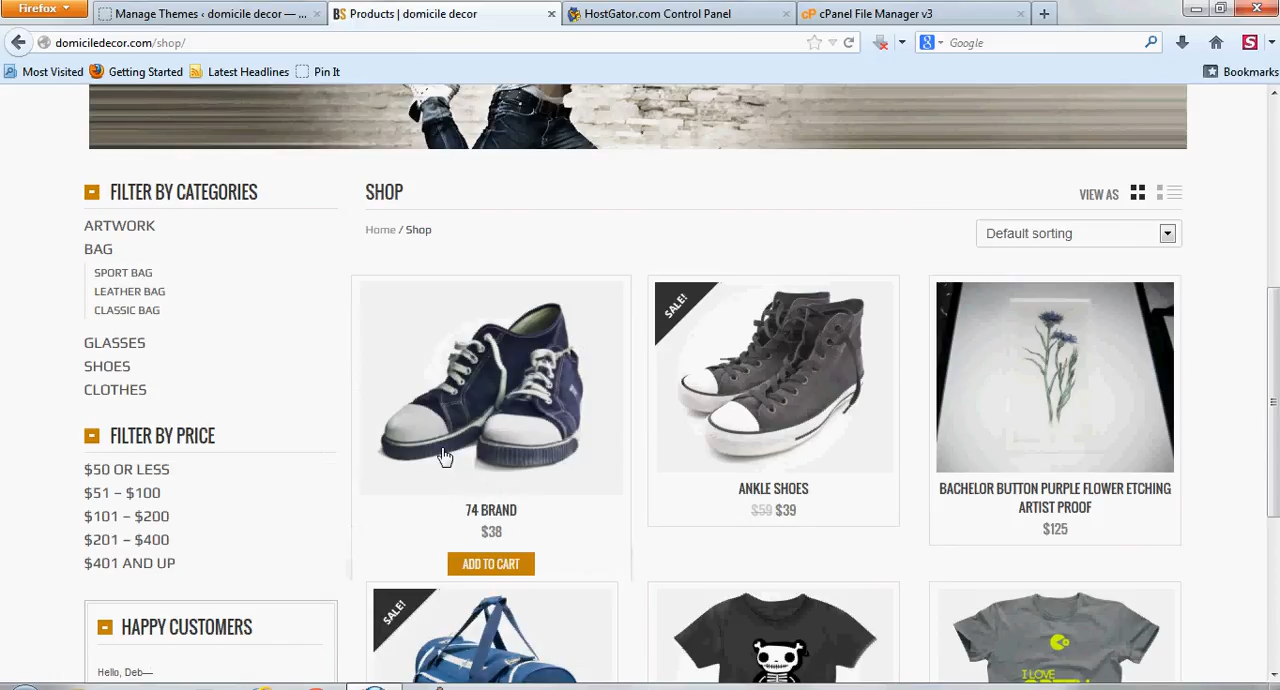 Firefox
Manage Themes ‹ domicile decor — ...
BS Products | domicile decor
HostGator.com Control Panel
cP cPanel File Manager v3
domiciledecor.com/shop/
Google
Most Visited
Getting Started
Latest Headlines
Pin It
Bookmarks
FILTER BY CATEGORIES
ARTWORK
BAG
SPORT BAG
LEATHER BAG
CLASSIC BAG
GLASSES
SHOES
CLOTHES
FILTER BY PRICE
$50 OR LESS
$51 – $100
$101 – $200
$201 – $400
$401 AND UP
HAPPY CUSTOMERS
Hello, Deb—
SHOP
VIEW AS
Home / Shop
Default sorting
74 BRAND
$38
ADD TO CART
SALE!
ANKLE SHOES
$59 $39
BACHELOR BUTTON PURPLE FLOWER ETCHING
ARTIST PROOF
$125
SALE!
I LOVE